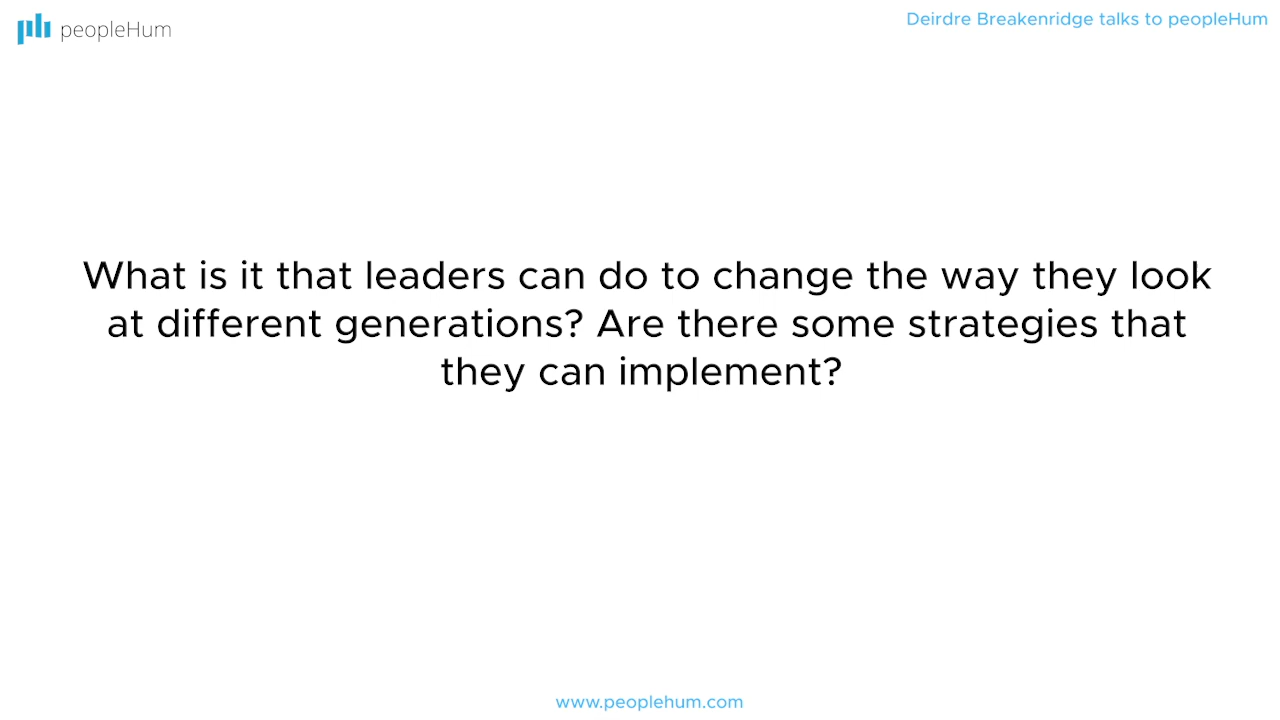 peopleHum
Deirdre Breakenridge talks to peopleHum
What is it that leaders can do to change the way they look
at different generations? Are there some strategies that
they can implement?
www.peoplehum.com